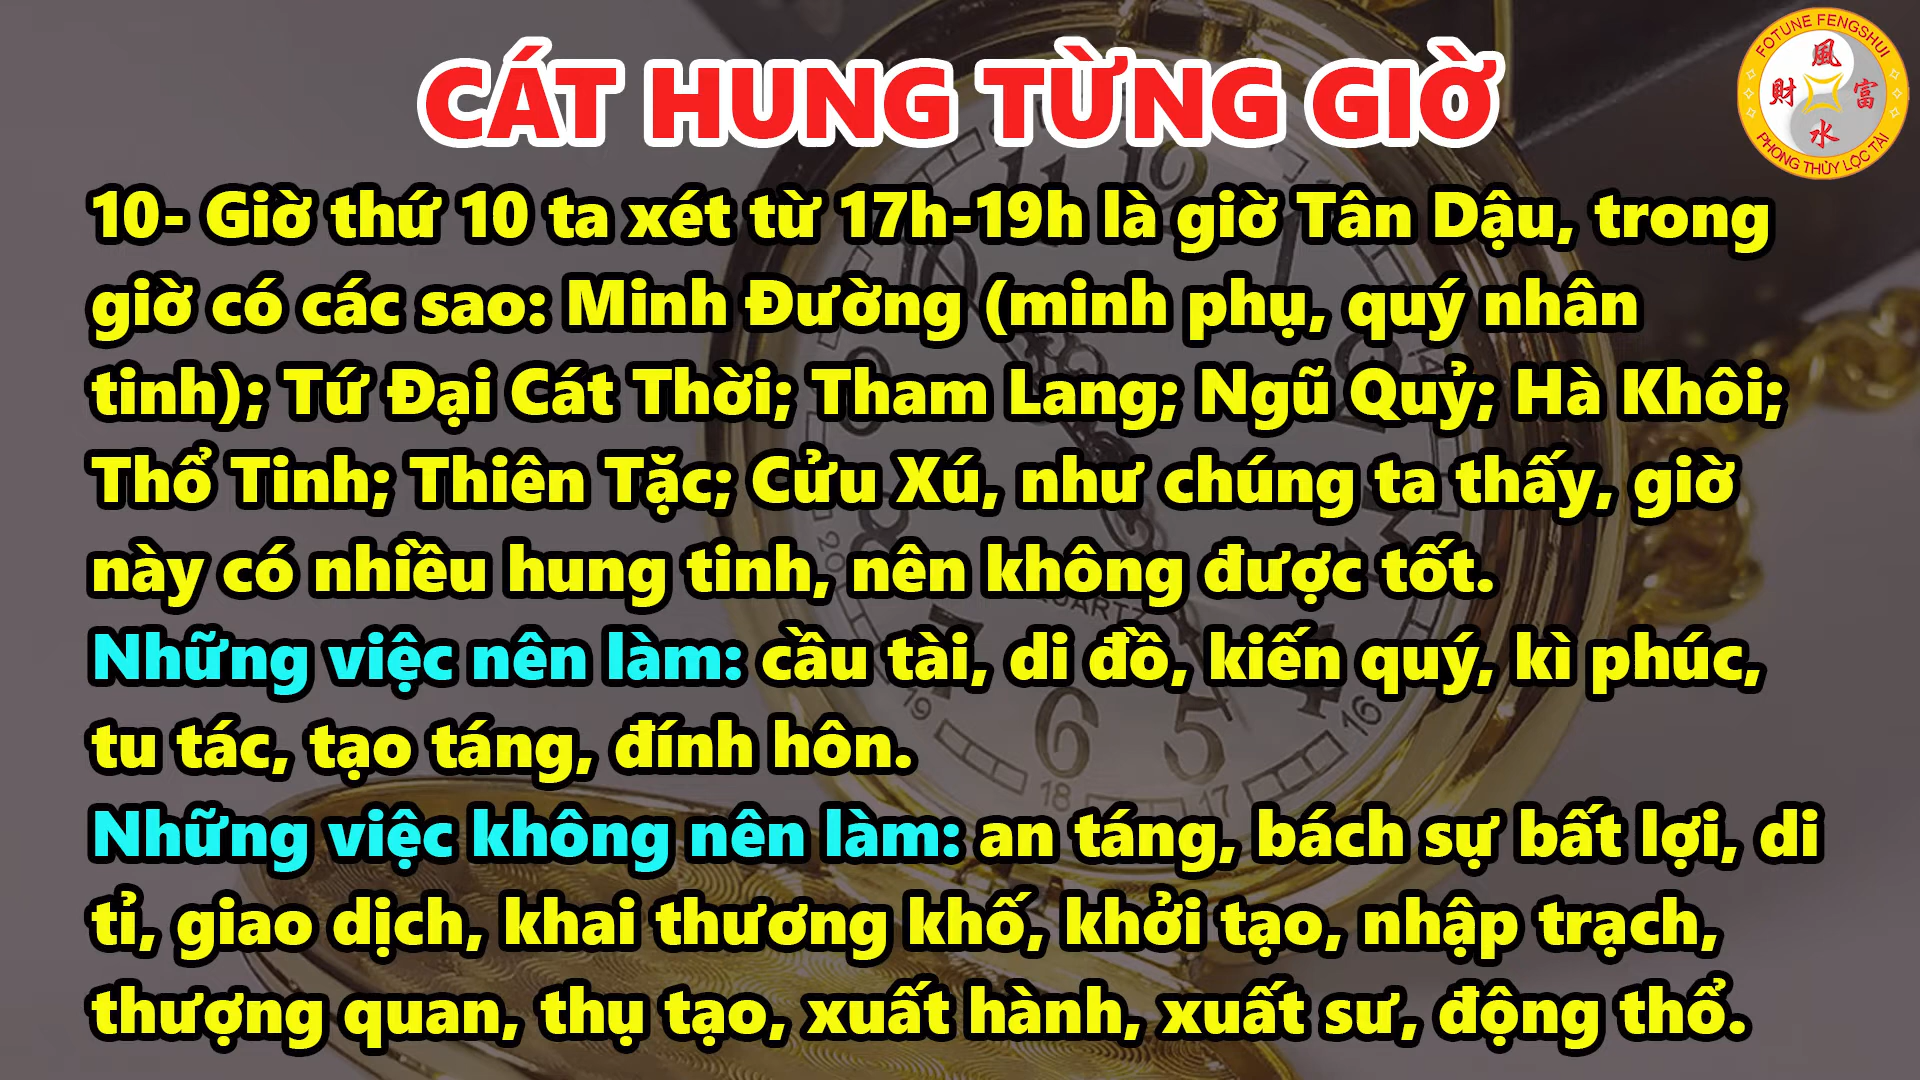 CÁT HUNG TỪNG GIỜ
FOTUNE FENGSHUI
風
財 富
水
PHONG THỦY LỘC TÀI
10- Giờ thứ 10 ta xét từ 17h-19h là giờ Tân Dậu, trong
giờ có các sao: Minh Đường (minh phụ, quý nhân
tinh); Tứ Đại Cát Thời; Tham Lang; Ngũ Quỷ; Hà Khôi;
Thổ Tinh; Thiên Tặc; Cửu Xú, như chúng ta thấy, giờ
này có nhiều hung tinh, nên không được tốt.
Những việc nên làm: cầu tài, di đồ, kiến quý, kì phúc,
tu tác, tạo táng, đính hôn.
Những việc không nên làm: an táng, bách sự bất lợi, di
tỉ, giao dịch, khai thương khố, khởi tạo, nhập trạch,
thượng quan, thụ tạo, xuất hành, xuất sư, động thổ.